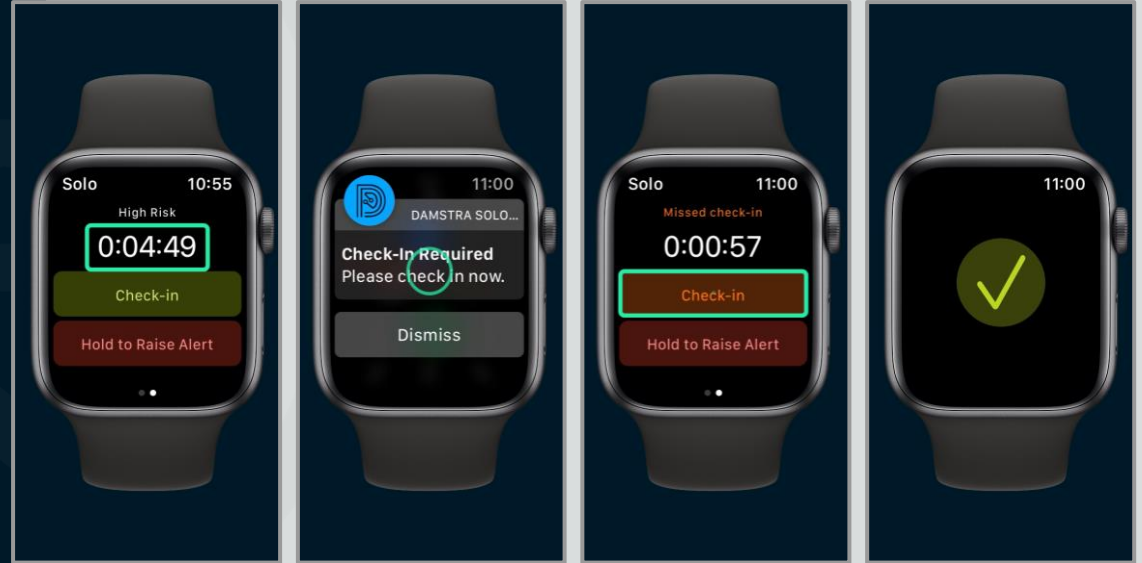 Solo 10:55
High Risk
0:04:49
Check-in
Hold to Raise Alert
11:00
DAMSTRA SOLO...
Check-In Required
Please check in now.
Dismiss
Solo 11:00
Missed check-in
0:00:57
Check-in
Hold to Raise Alert
11:00